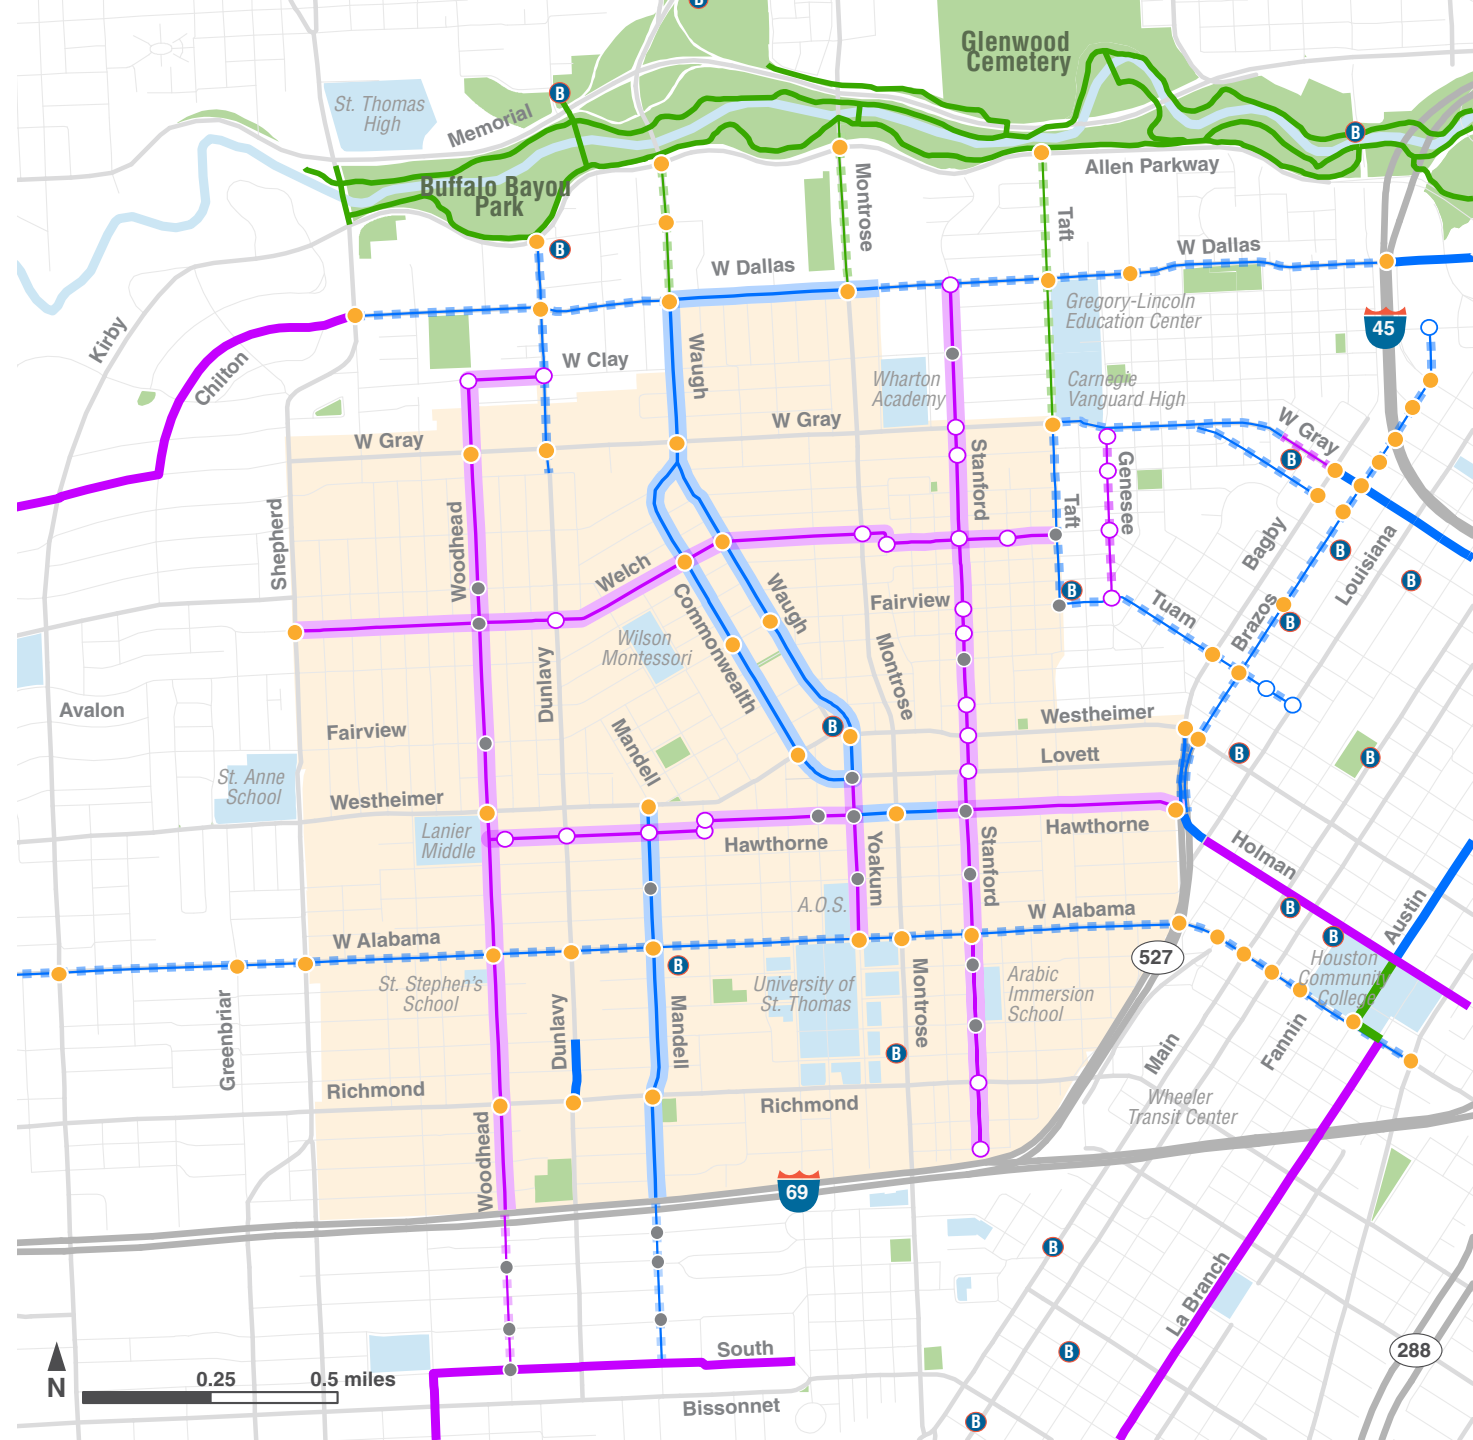 B
Glenwood
Cemetery
St. Thomas
High
B
Memorial
B
Allen Parkway
Buffalo Bayou
Park
Montrose
Taft
B
W Dallas
W Dallas
Gregory-Lincoln
Education Center
45
Kirby
Chilton
W Clay
Waugh
Wharton
Academy
Carnegie
Vanguard High
W Gray
W Gray
W Gray
B
Stanford
Genesee
Shepherd
Woodhead
Taft
Bagby
Louisiana
B
B
Welch
Waugh
Commonwealth
Fairview
B
Tuam
Brazos
B
Wilson
Montessori
Dunlavy
Montrose
Avalon
Fairview
Mandell
B
Westheimer
Lovett
B
B
St. Anne
School
Westheimer
Lanier
Middle
Hawthorne
Hawthorne
Yoakum
Stanford
Holman
A.O.S.
W Alabama
W Alabama
B
B
Austin
527
Houston
Community
College
B
St. Stephen's
School
University of
St. Thomas
Arabic
Immersion
School
Greenbriar
Dunlavy
Mandell
Montrose
B
Main
Fannin
Richmond
Richmond
Wheeler
Transit Center
Woodhead
69
B
La Branch
N
0.25
0.5 miles
South
B
288
Bissonnet
B